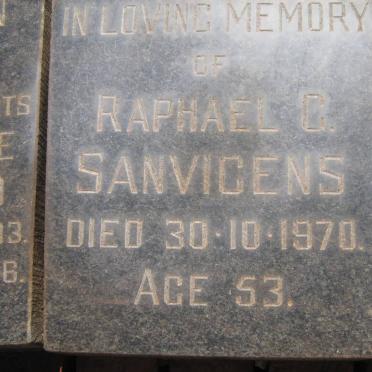 IN LOVING MEMORY
OF
RAPHAEL G.
SANVICENS
DIED 30·10·1970.
AGE 53.